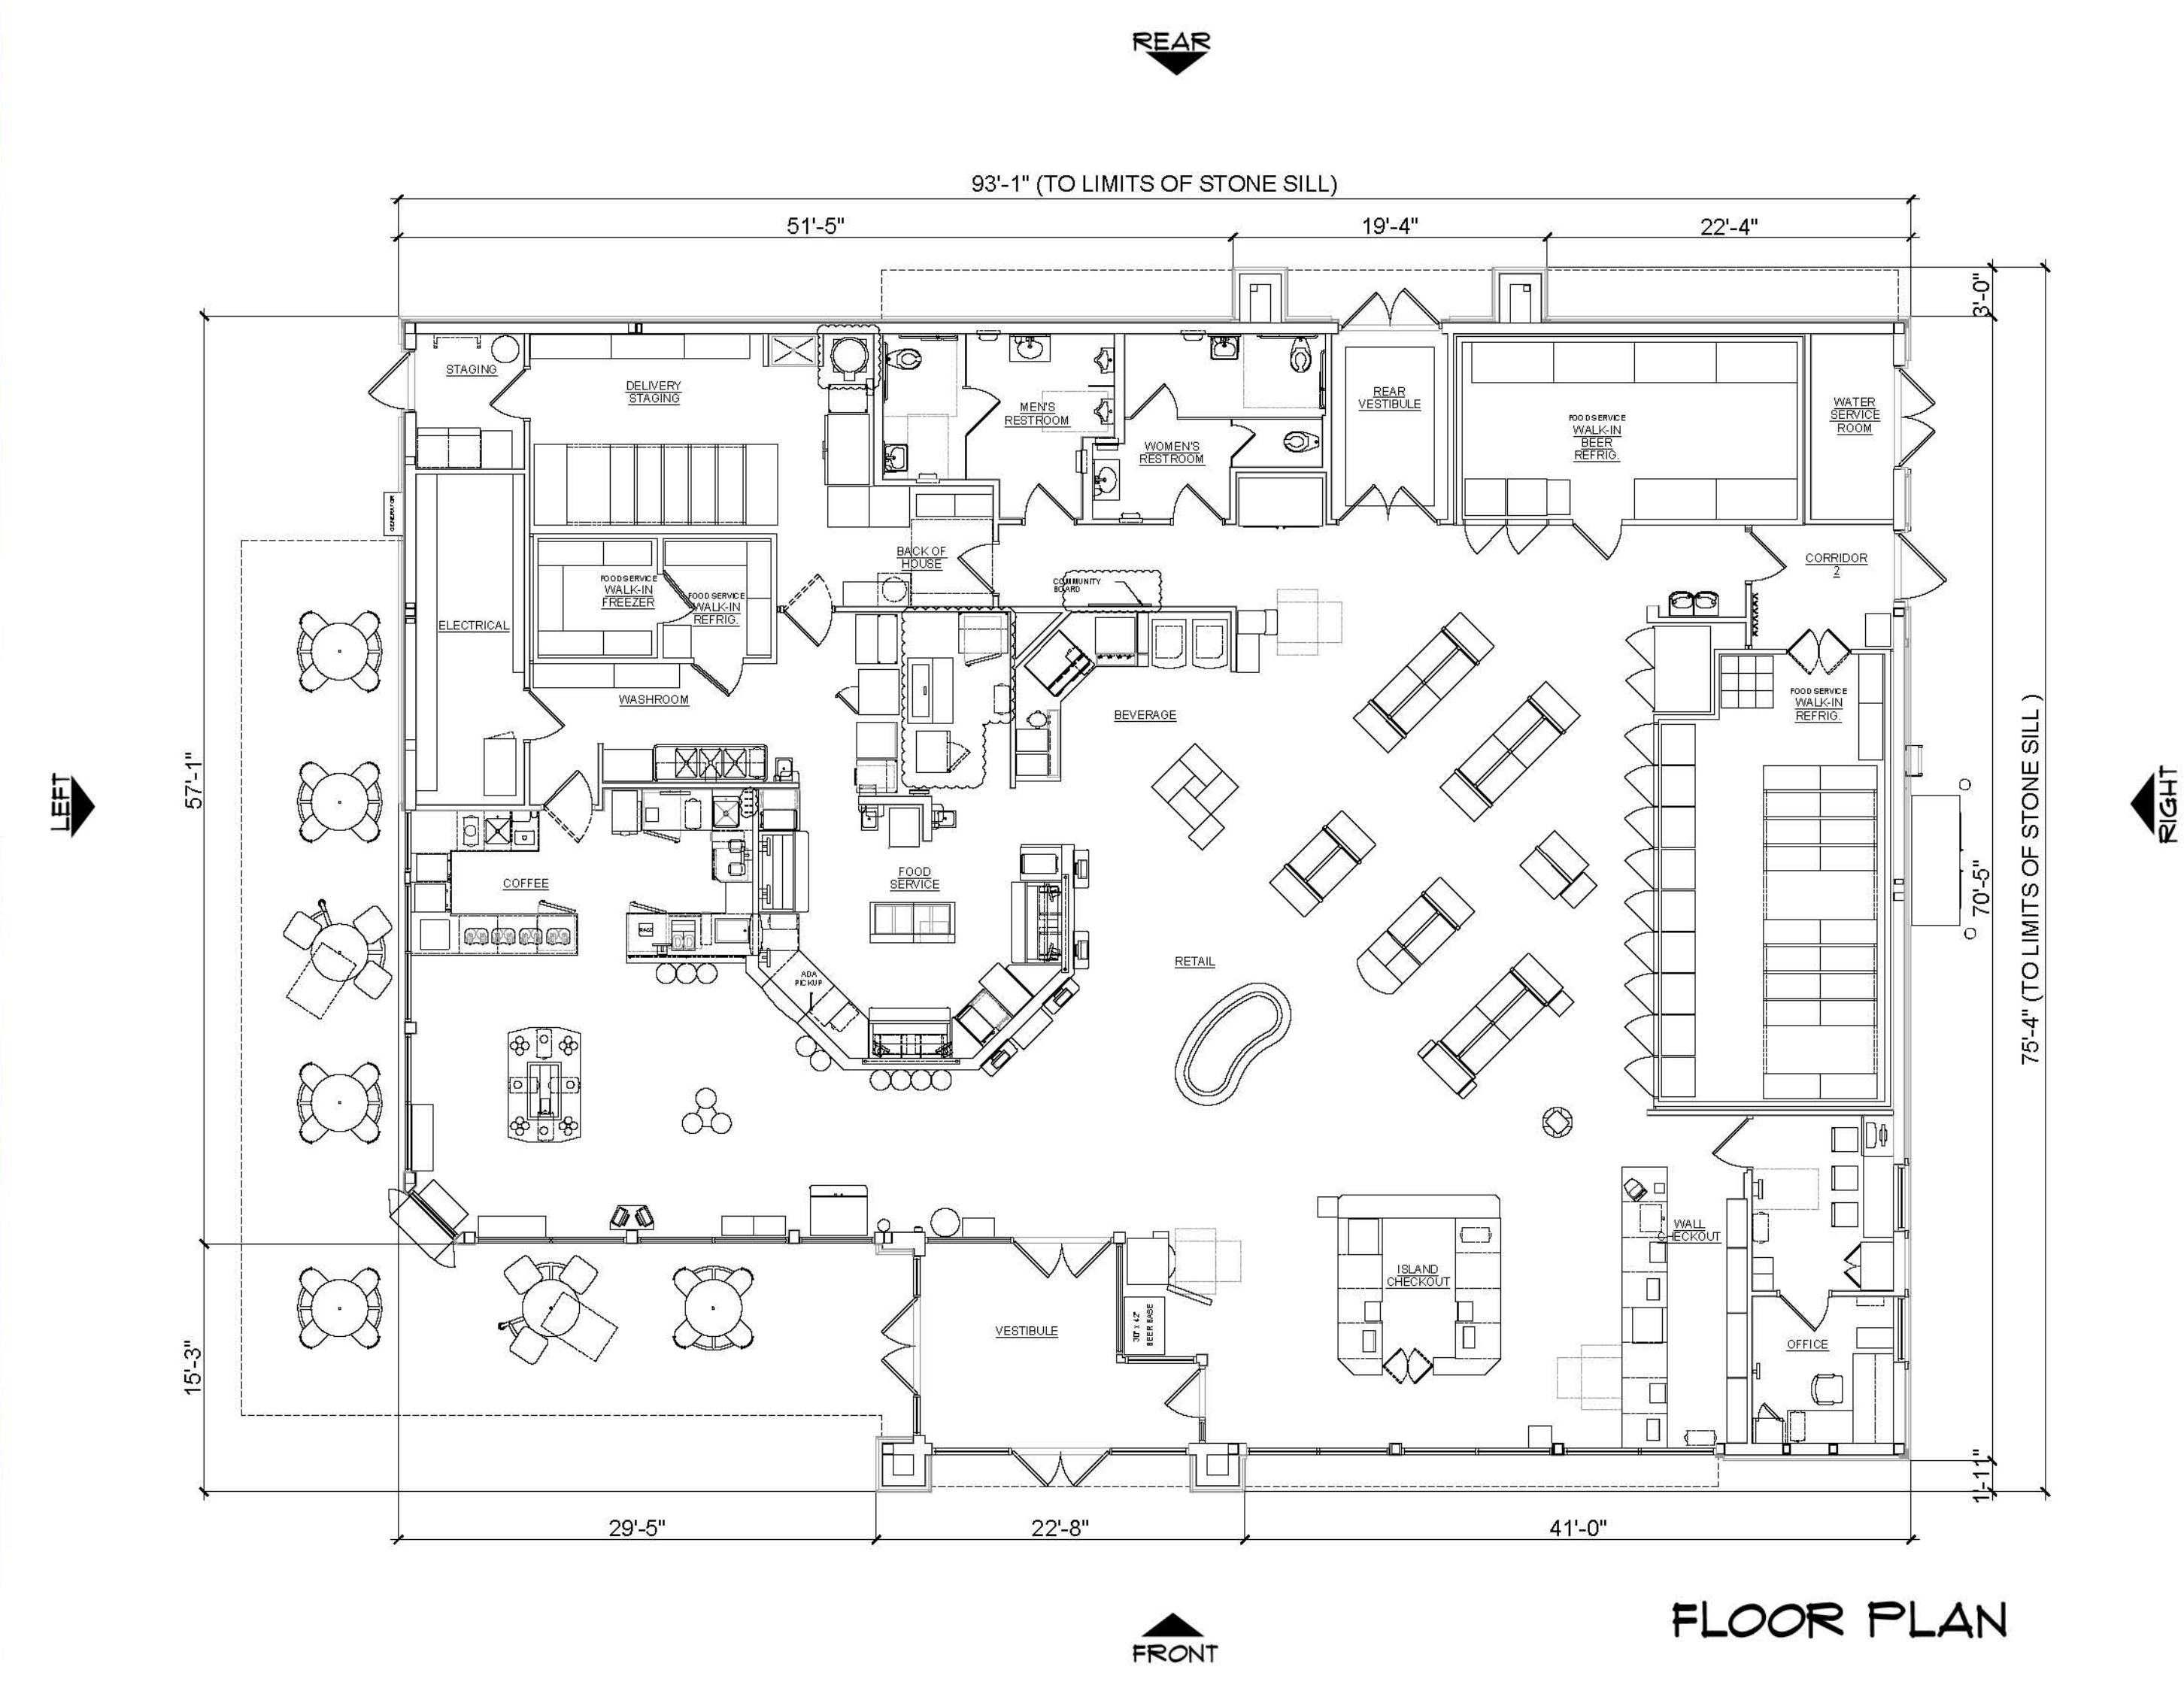 REAR
93'-1" (TO LIMITS OF STONE SILL)
51'-5"
19'-4"
22'-4"
3'-0"
STAGING
DELIVERY
STAGING
MEN'S
RESTROOM
WOMEN'S
RESTROOM
REAR
VESTIBULE
FOODSERVICE
WALK-IN
BEER
REFRIG.
WATER
SERVICE
ROOM
GENERATOR
BACK OF
HOUSE
COMMUNITY
BOARD
CORRIDOR
2
FOODSERVICE
WALK-IN
FREEZER
FOOD SERVICE
WALK-IN
REFRIG.
ELECTRICAL
WASHROOM
BEVERAGE
FOOD SERVICE
WALK-IN
REFRIG.
57'-1"
LEFT
RIGHT
70'-5"
75'-4" (TO LIMITS OF STONE SILL )
COFFEE
FOOD
SERVICE
ADA
PICKUP
RETAIL
WALL
CHECKOUT
ISLAND
CHECKOUT
VESTIBULE
30" x 42"
BEER BASE
OFFICE
15'-3"
1'-11"
29'-5"
22'-8"
41'-0"
FLOOR PLAN
FRONT